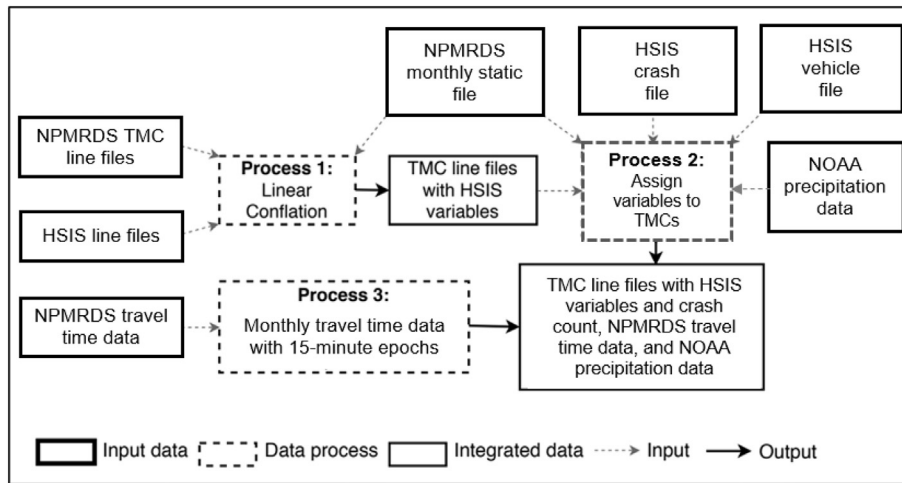 NPMRDS
monthly static
file
HSIS
crash
file
HSIS
vehicle
file
NPMRDS TMC
line files
Process 1:
Linear
Conflation
TMC line files
with HSIS
variables
Process 2:
Assign
variables to
TMCs
NOAA
precipitation
data
HSIS line files
NPMRDS travel
time data
Process 3:
Monthly travel time data
with 15-minute epochs
TMC line files with HSIS
variables and crash
count, NPMRDS travel
time data, and NOAA
precipitation data
Input data
Data process
Integrated data
Input
Output